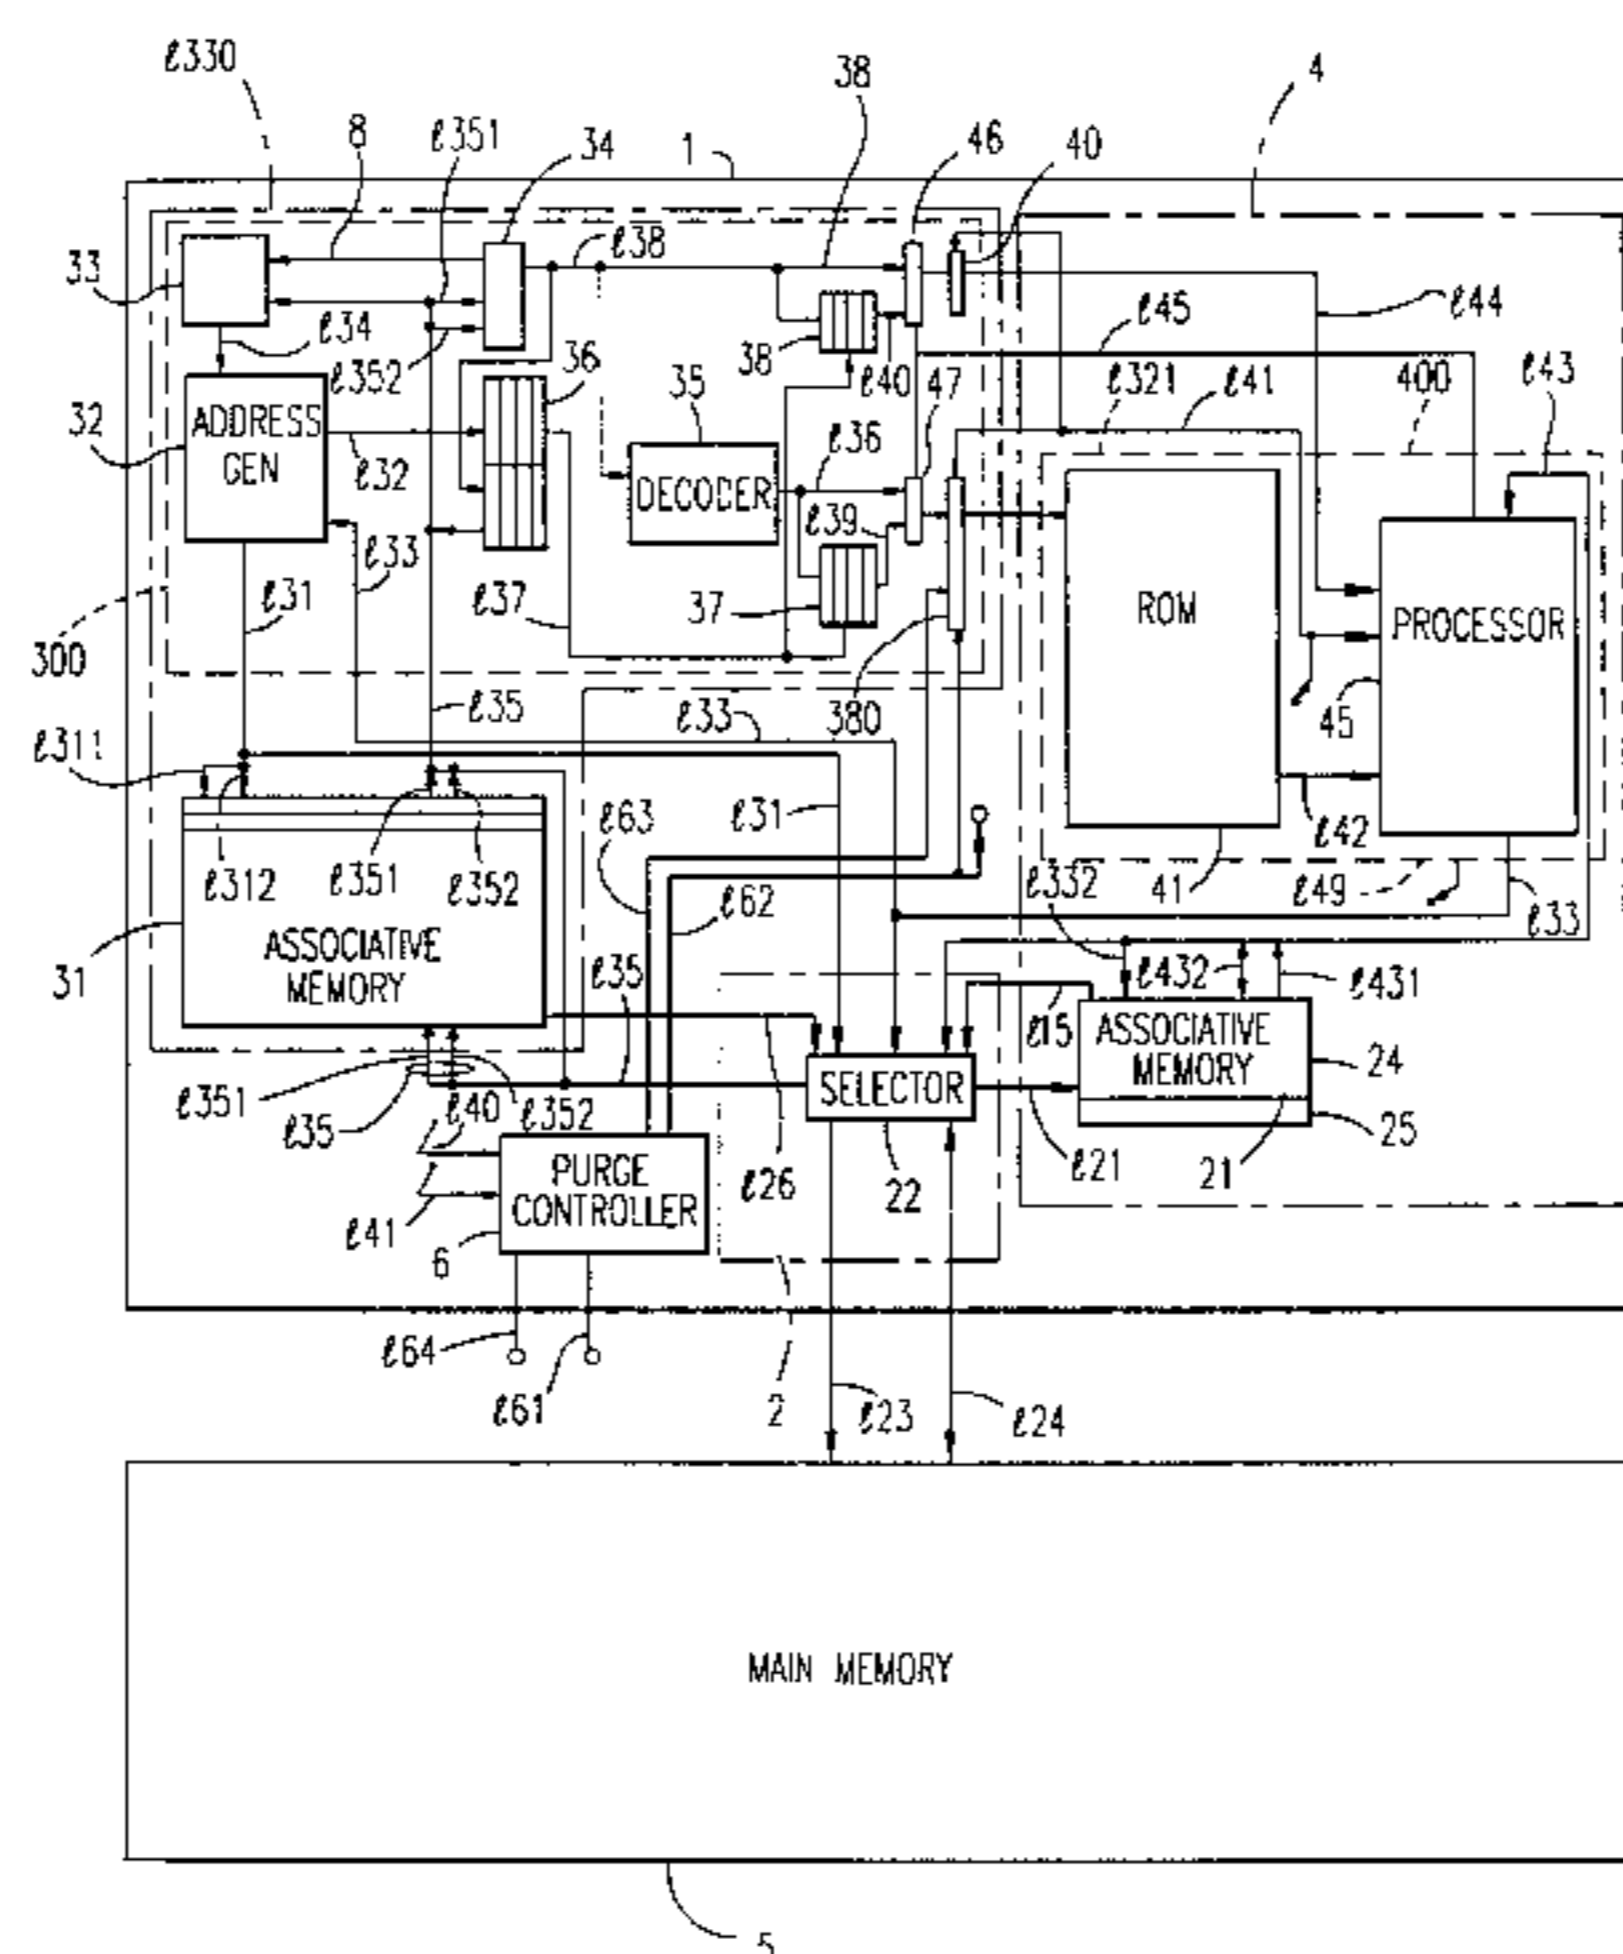 ℓ330
38
4
8
ℓ351
34
1
46
40
ℓ38
33
ℓ34
ℓ45
ℓ44
38
36
ℓ352
ℓ40
ℓ321
400
ℓ43
35
47
ℓ41
32
ADDRESS
GEN
ℓ32
DECODER
ℓ36
ℓ39
ℓ33
ℓ31
ℓ37
37
ROM
PROCESSOR
300
ℓ35
ℓ33
380
45
ℓ311
ℓ63
ℓ31
ℓ42
ℓ312
ℓ351
ℓ352
ℓ62
ℓ332
41
ℓ49
ℓ33
31
ASSOCIATIVE
MEMORY
ℓ35
ℓ432
ℓ431
ℓ15
ASSOCIATIVE
MEMORY
24
SELECTOR
ℓ351
ℓ35
ℓ40
ℓ352
25
PURGE
CONTROLLER
ℓ26
22
ℓ21
21
ℓ41
6
ℓ64
ℓ61
2
ℓ23
ℓ24
MAIN MEMORY
5